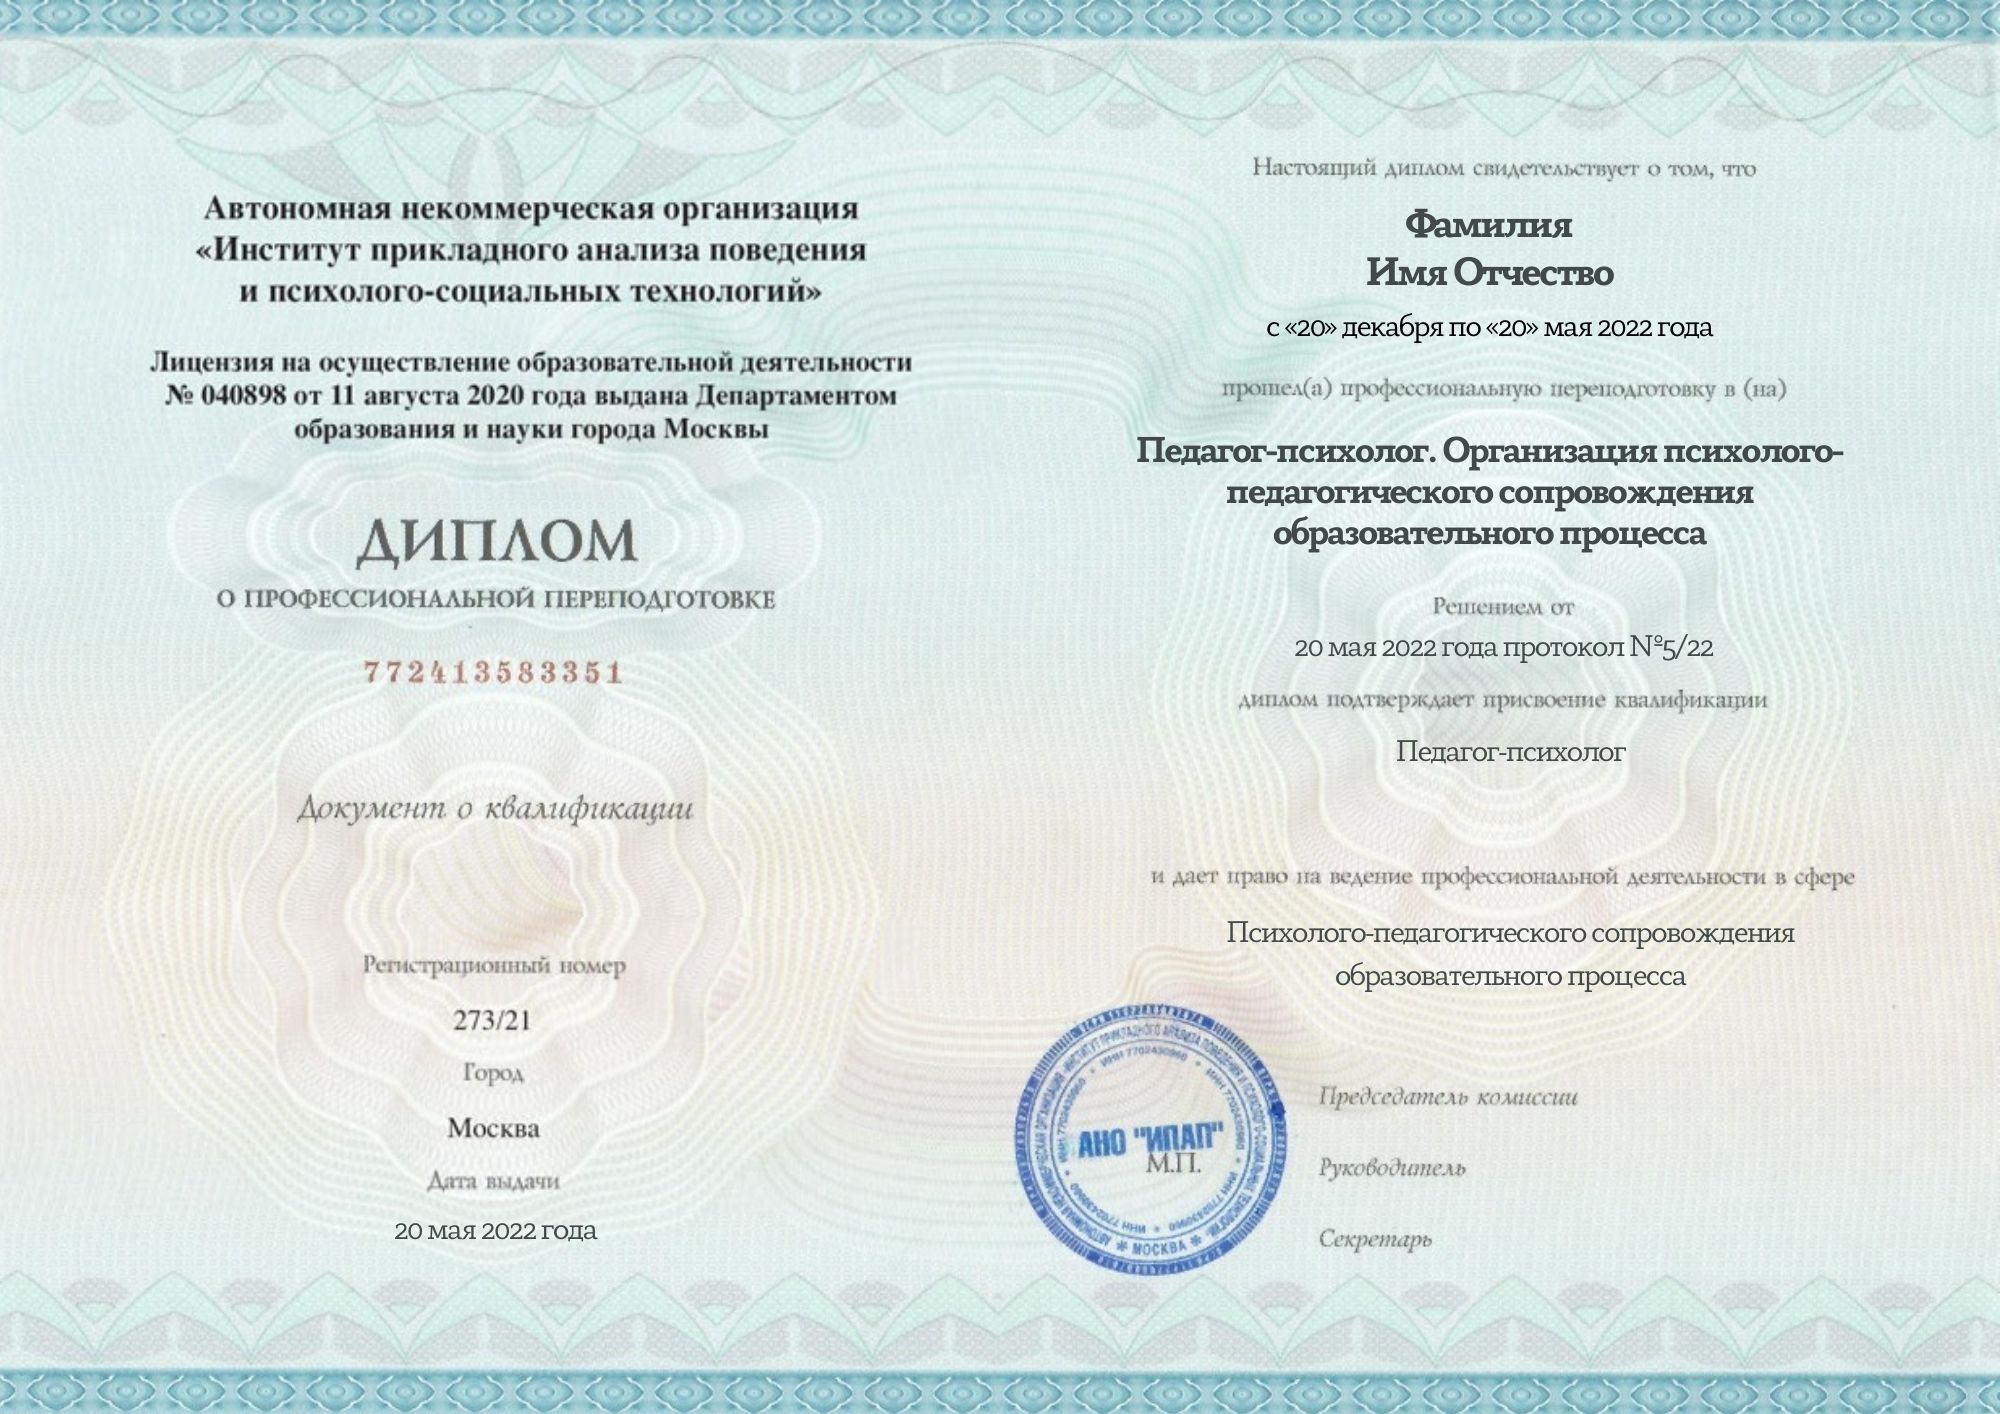 Автономная некоммерческая организация
«Институт прикладного анализа поведения
и психолого-социальных технологий»
Лицензия на осуществление образовательной деятельности
№ 040898 от 11 августа 2020 года выдана Департаментом
образования и науки города Москвы
ДИПЛОМ
О ПРОФЕССИОНАЛЬНОЙ ПЕРЕПОДГОТОВКЕ
772413583351
Документ о квалификации
Регистрационный номер
273/21
Город
Москва
Дата выдачи
20 мая 2022 года
Настоящий диплом свидетельствует о том, что
Фамилия
Имя Отчество
с «20» декабря по «20» мая 2022 года
прошел(а) профессиональную переподготовку в (на)
Педагог-психолог. Организация психолого-
педагогического сопровождения
образовательного процесса
Решением от
20 мая 2022 года протокол №5/22
диплом подтверждает присвоение квалификации
Педагог-психолог
и дает право на ведение профессиональной деятельности в сфере
Психолого-педагогического сопровождения
образовательного процесса
АНО "ИПАП"
М.П.
* МОСКВА *
Председатель комиссии
Руководитель
Секретарь